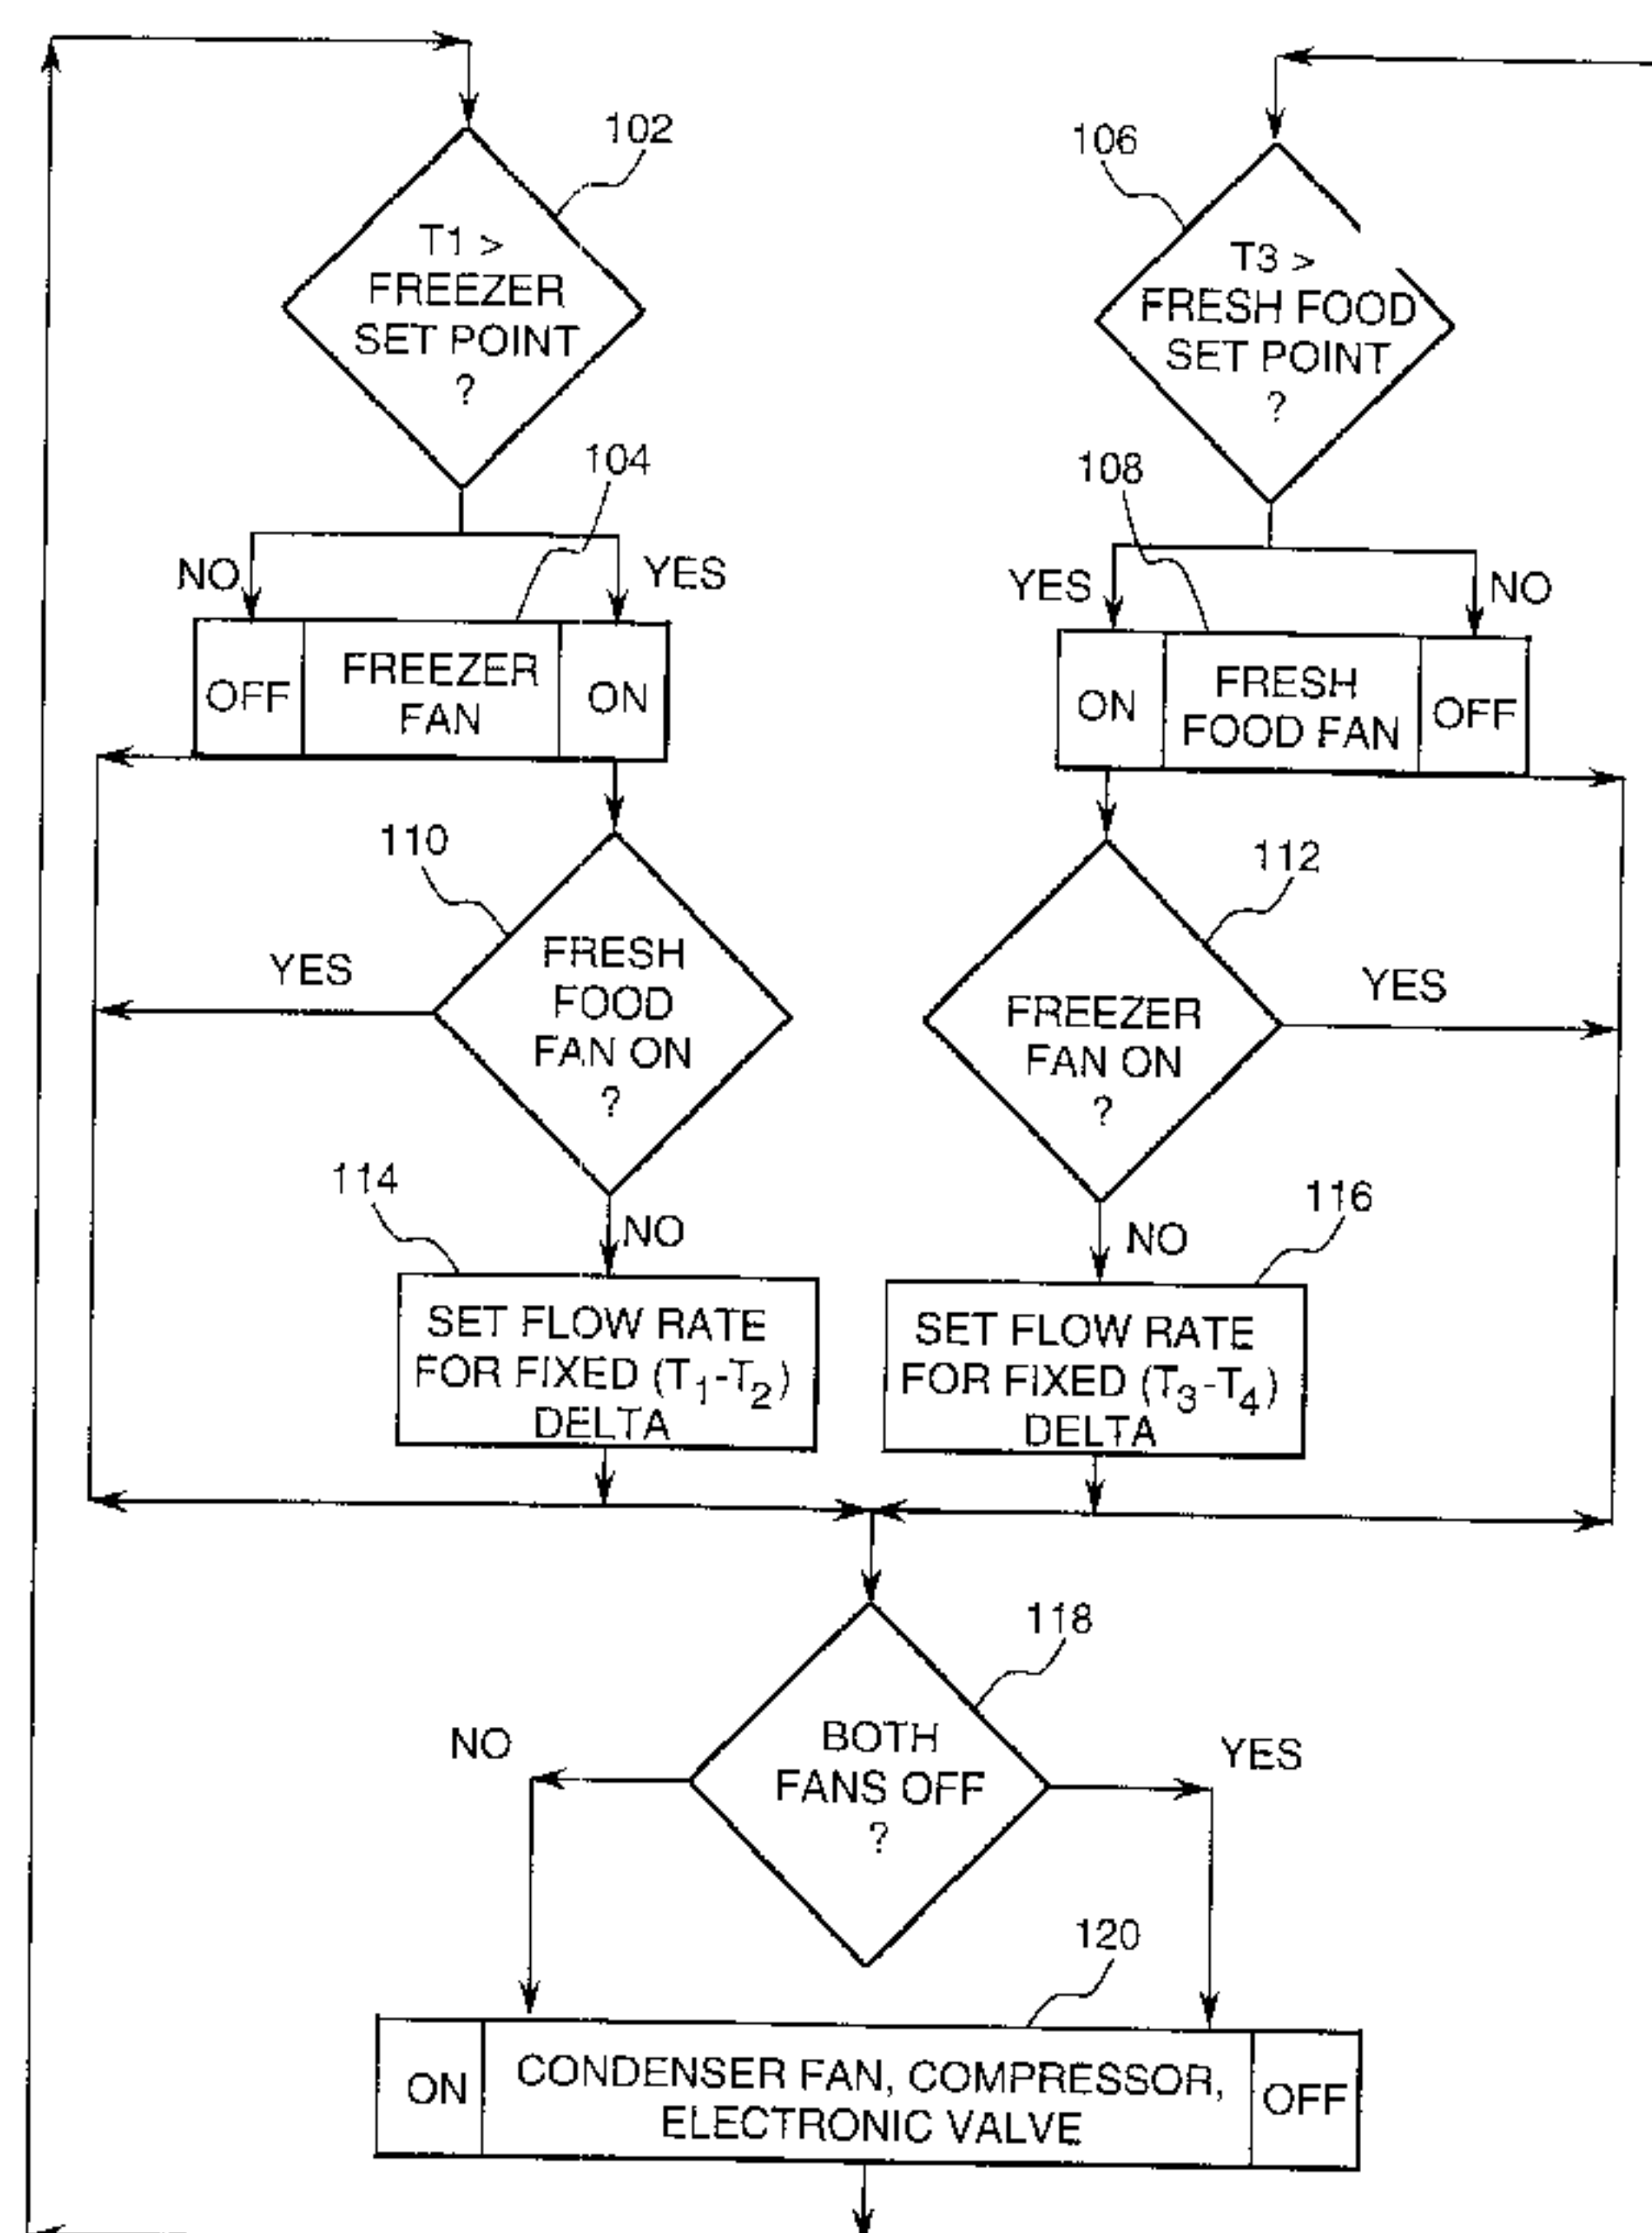 102
T1 >
FREEZER
SET POINT
?
106
T3 >
FRESH FOOD
SET POINT
?
104
NO
YES
OFF
FREEZER
FAN
ON
108
YES
NO
ON
FRESH
FOOD FAN
OFF
110
FRESH
FOOD
FAN ON
?
YES
NO
112
FREEZER
FAN ON
?
YES
NO
114
SET FLOW RATE
FOR FIXED (T1-T2)
DELTA
116
SET FLOW RATE
FOR FIXED (T3-T4)
DELTA
118
BOTH
FANS OFF
?
NO
YES
120
ON
CONDENSER FAN, COMPRESSOR,
ELECTRONIC VALVE
OFF